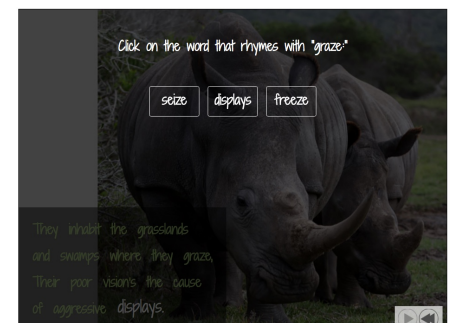 Click on the word that rhymes with "graze:"
seize displays freeze
They inhabit the grasslands
and swamps where they graze,
Their poor vision's the cause
of aggressive displays.